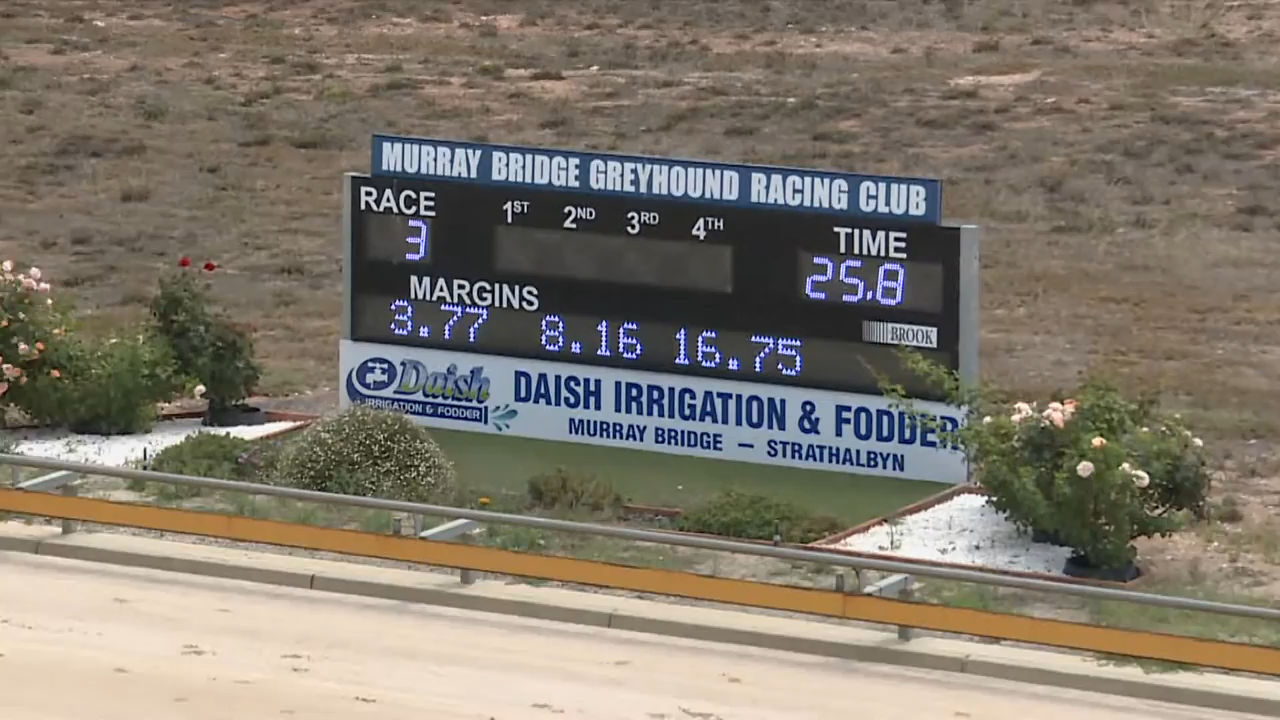 MURRAY BRIDGE GREYHOUND RACING CLUB
RACE 1ST 2ND 3RD 4TH TIME
3 25.8
MARGINS
3.77 8.16 16.75
BROOK
Daish
IRRIGATION & FODDER
DAISH IRRIGATION & FODDER
MURRAY BRIDGE – STRATHALBYN